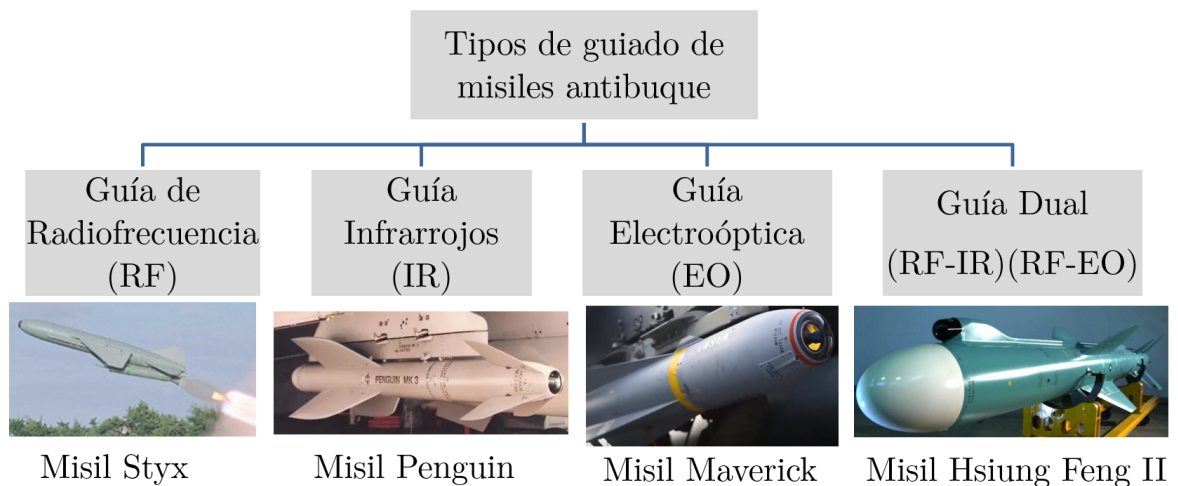 Tipos de guiado de
misiles antibuque
Guía de
Radiofrecuencia
(RF)
Guía
Infrarrojos
(IR)
Guía
Electroóptica
(EO)
Guía Dual
(RF-IR)(RF-EO)
PENGUIN MK 3
Misil Styx
Misil Penguin
Misil Maverick
Misil Hsiung Feng II